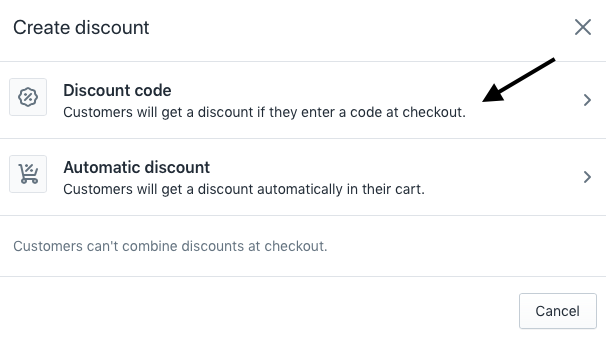 Create discount
Discount code
Customers will get a discount if they enter a code at checkout.
Automatic discount
Customers will get a discount automatically in their cart.
Customers can't combine discounts at checkout.
Cancel